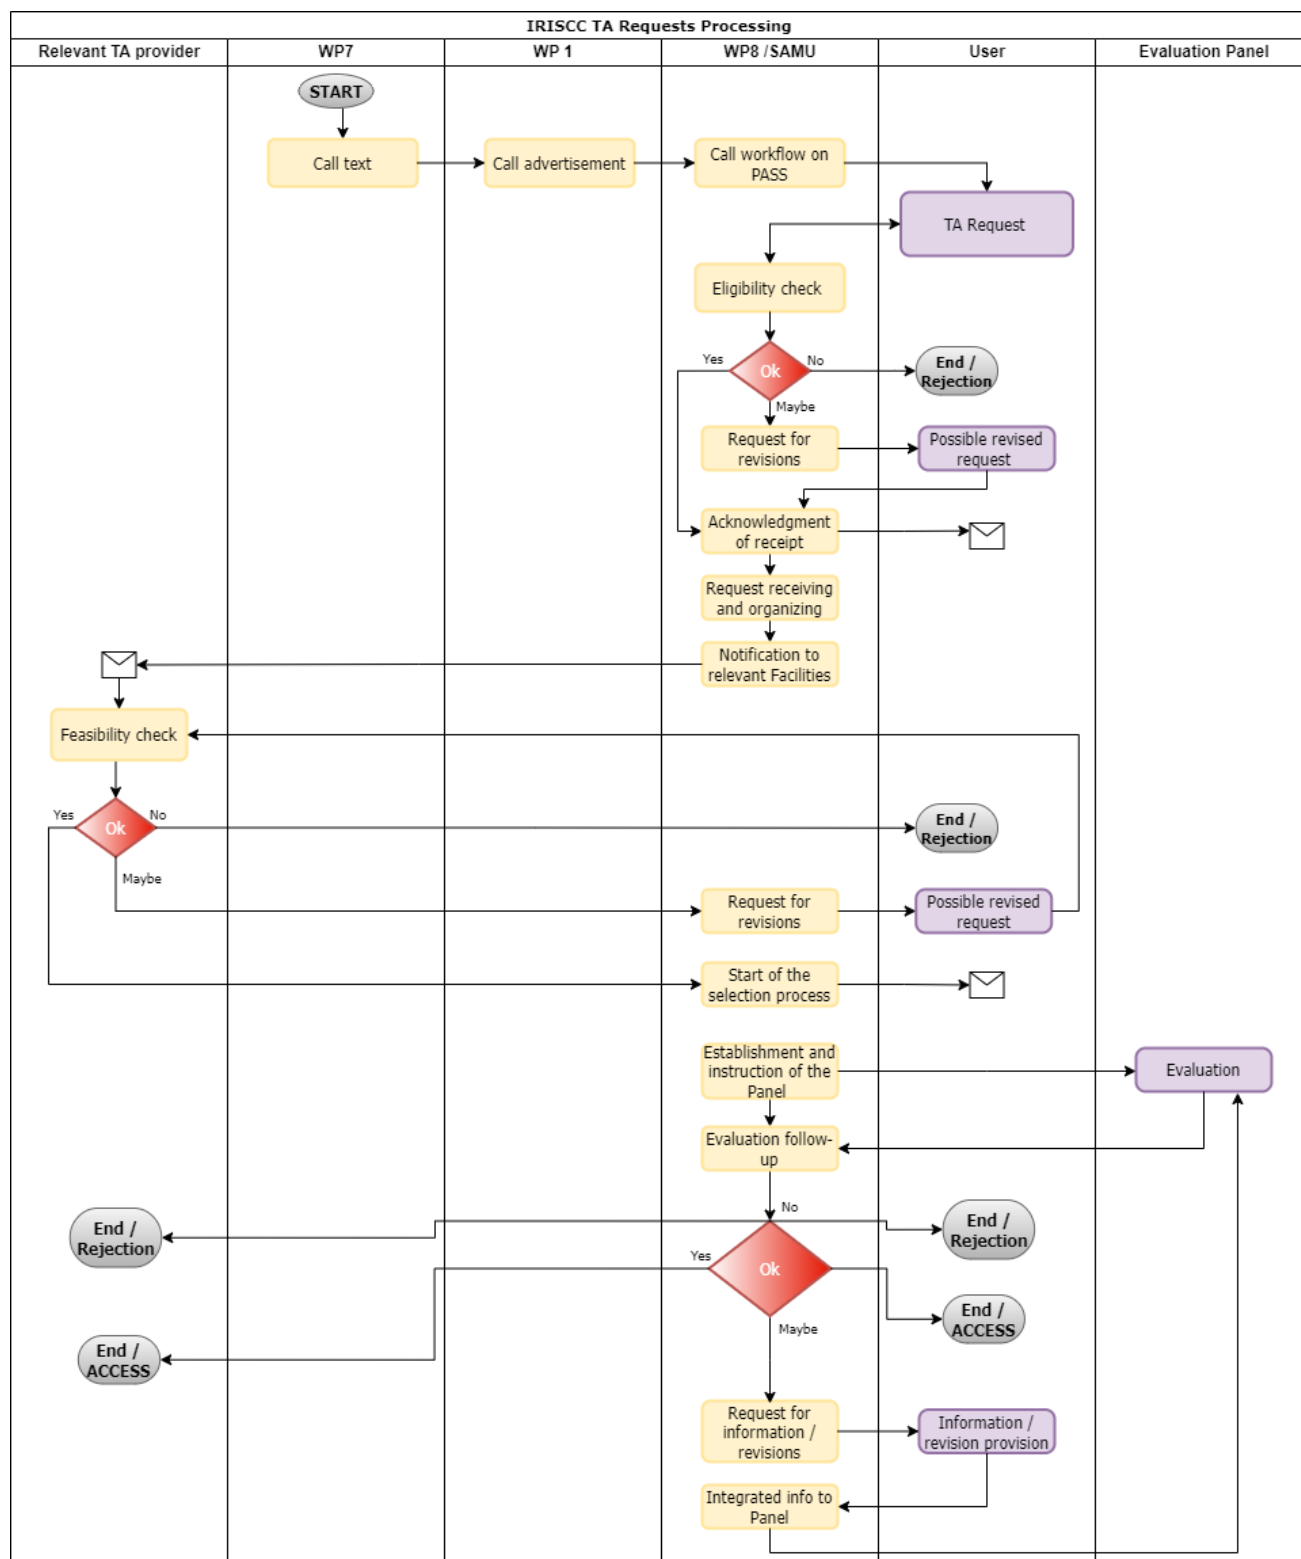 IRISCC TA Requests Processing
Relevant TA provider
WP7
WP 1
WP8 /SAMU
User
Evaluation Panel
START
Call text
Call advertisement
Call workflow on
PASS
TA Request
Eligibility check
Yes
Ok
No
End /
Rejection
Maybe
Request for
revisions
Possible revised
request
Acknowledgment
of receipt
Request receiving
and organizing
Notification to
relevant Facilities
Feasibility check
Yes
Ok
No
End /
Rejection
Maybe
Request for
revisions
Possible revised
request
Start of the
selection process
Establishment and
instruction of the
Panel
Evaluation
Evaluation follow-
up
No
End /
Rejection
End /
Rejection
Yes
Ok
End /
ACCESS
Maybe
End /
ACCESS
Request for
information /
revisions
Information /
revision provision
Integrated info to
Panel